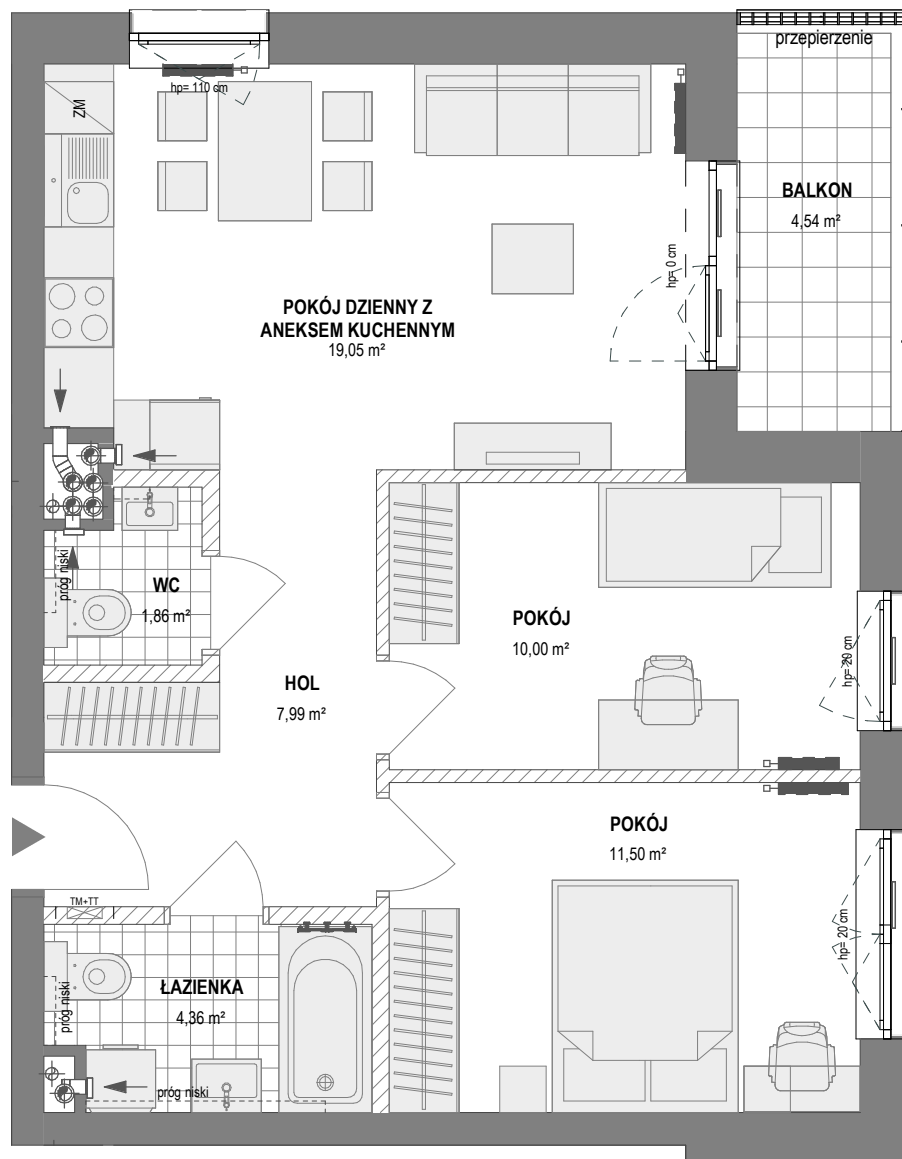 przepierzenie
hp= 110 cm
ZM
BALKON
4,54 m²
hp= 0 cm
POKÓJ DZIENNY Z
ANEKSEM KUCHENNYM
19,05 m²
próg niski
WC
1,86 m²
POKÓJ
10,00 m²
hp= 20 cm
HOL
7,99 m²
POKÓJ
11,50 m²
TM+TT
hp= 20 cm
próg niski
ŁAZIENKA
4,36 m²
próg niski